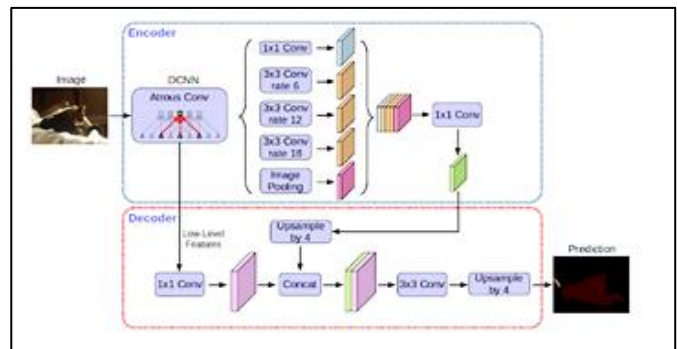 Encoder
Image
DCNN
Atrous Conv
1x1 Conv
3x3 Conv
rate 6
3x3 Conv
rate 12
3x3 Conv
rate 18
Image
Pooling
1x1 Conv
Decoder
Low-Level
Features
Upsample
by 4
1x1 Conv
Concat
3x3 Conv
Upsample
by 4
Prediction